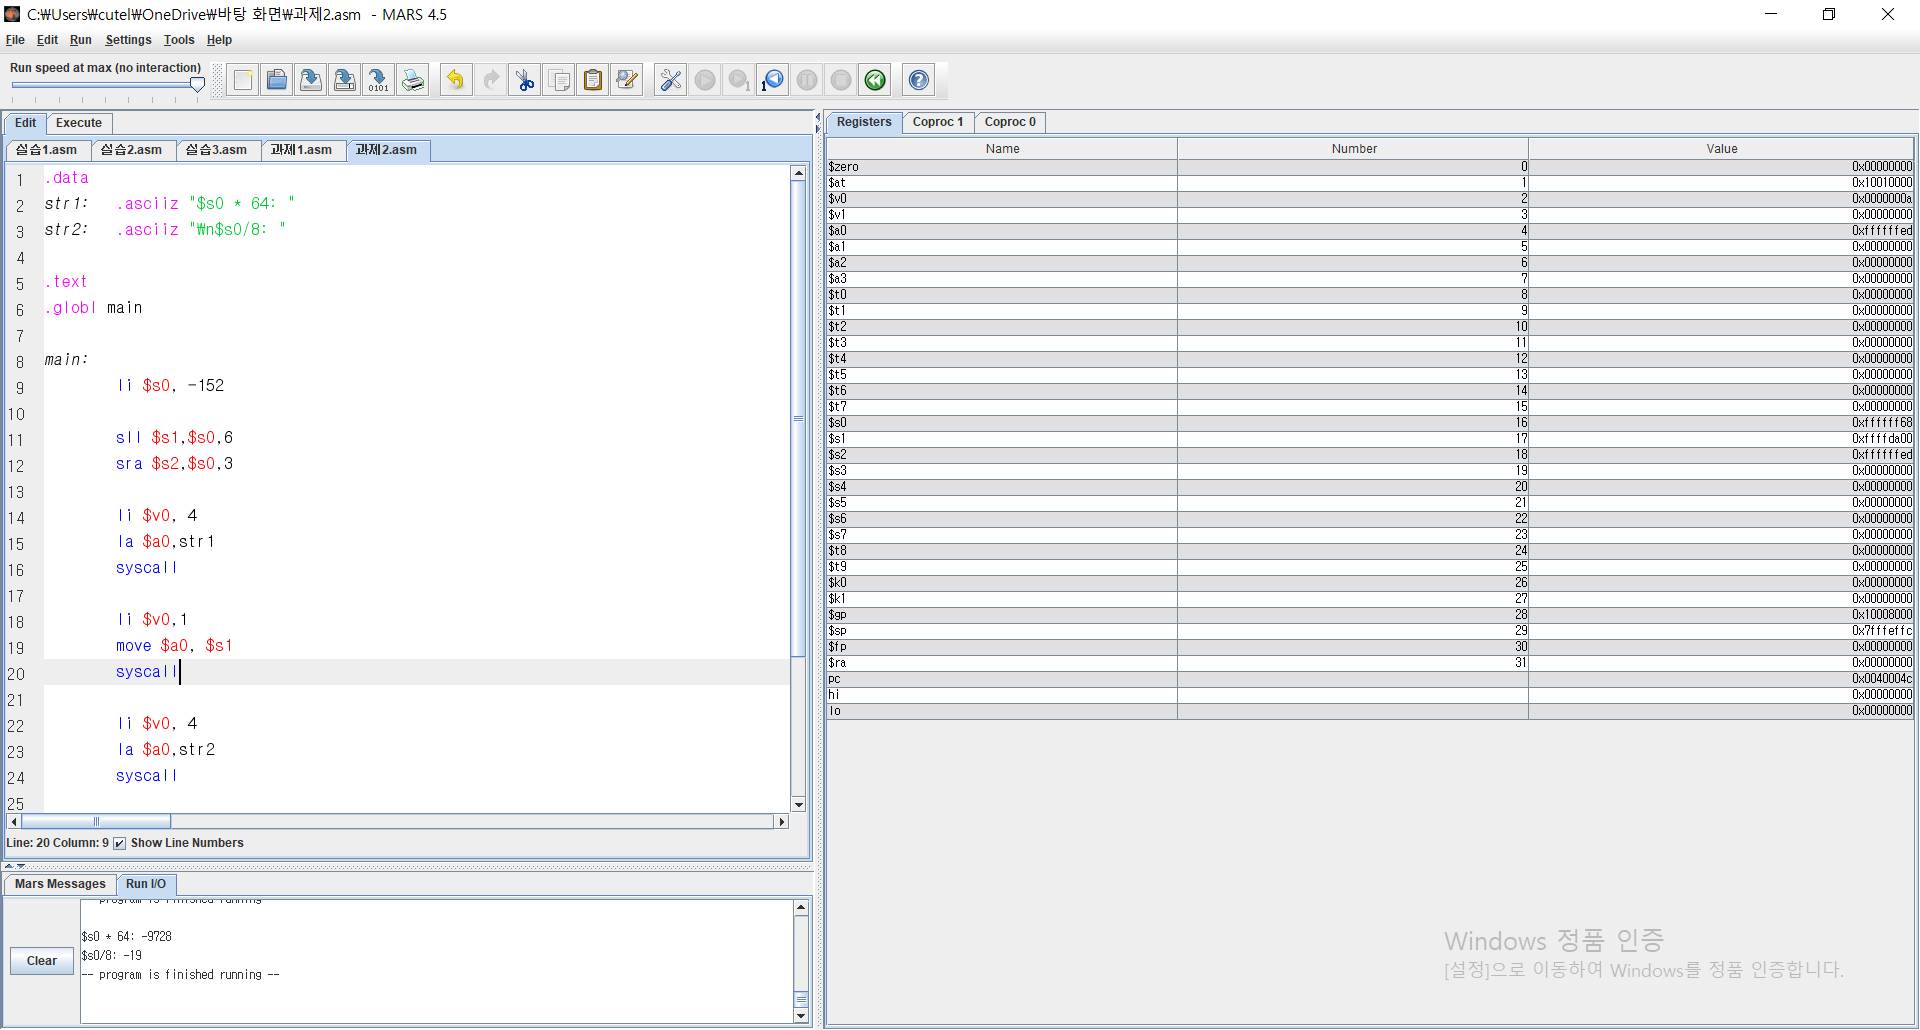 C:₩Users₩cutel₩OneDrive₩바탕 화면₩과제2.asm - MARS 4.5
File Edit Run Settings Tools Help
Run speed at max (no interaction)
Edit Execute
실습1.asm 실습2.asm 실습3.asm 과제1.asm 과제2.asm
1 .data
2 str1: .asciiz "$s0 * 64: "
3 str2: .asciiz "₩n$s0/8: "
4
5 .text
6 .globl main
7
8 main:
9 li $s0, -152
10
11 sll $s1,$s0,6
12 sra $s2,$s0,3
13
14 li $v0, 4
15 la $a0,str1
16 syscall
17
18 li $v0,1
19 move $a0, $s1
20 syscall
21
22 li $v0, 4
23 la $a0,str2
24 syscall
25
Line: 20 Column: 9 Show Line Numbers
Mars Messages Run I/O
Clear
program is finished running
$s0 * 64: -9728
$s0/8: -19
-- program is finished running --
Registers Coproc 1 Coproc 0
Name Number Value
$zero 0 0x00000000
$at 1 0x10010000
$v0 2 0x0000000a
$v1 3 0x00000000
$a0 4 0xffffffed
$a1 5 0x00000000
$a2 6 0x00000000
$a3 7 0x00000000
$t0 8 0x00000000
$t1 9 0x00000000
$t2 10 0x00000000
$t3 11 0x00000000
$t4 12 0x00000000
$t5 13 0x00000000
$t6 14 0x00000000
$t7 15 0x00000000
$s0 16 0xffffff68
$s1 17 0xffffda00
$s2 18 0xffffffed
$s3 19 0x00000000
$s4 20 0x00000000
$s5 21 0x00000000
$s6 22 0x00000000
$s7 23 0x00000000
$t8 24 0x00000000
$t9 25 0x00000000
$k0 26 0x00000000
$k1 27 0x00000000
$gp 28 0x10008000
$sp 29 0x7fffeffc
$fp 30 0x00000000
$ra 31 0x00000000
pc 0x0040004c
hi 0x00000000
lo 0x00000000
Windows 정품 인증
[설정]으로 이동하여 Windows를 정품 인증합니다.